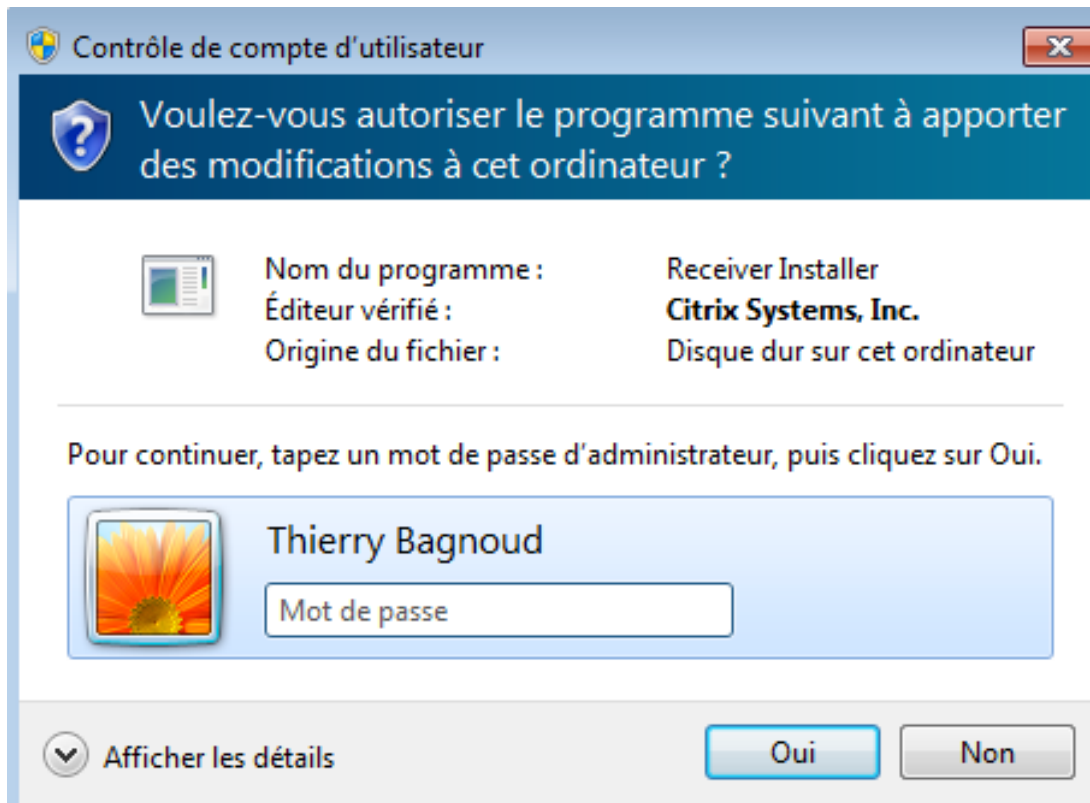 Contrôle de compte d'utilisateur
Voulez-vous autoriser le programme suivant à apporter
des modifications à cet ordinateur ?
Nom du programme : Receiver Installer
Éditeur vérifié : Citrix Systems, Inc.
Origine du fichier : Disque dur sur cet ordinateur
Pour continuer, tapez un mot de passe d'administrateur, puis cliquez sur Oui.
Thierry Bagnoud
Mot de passe
Afficher les détails Oui Non